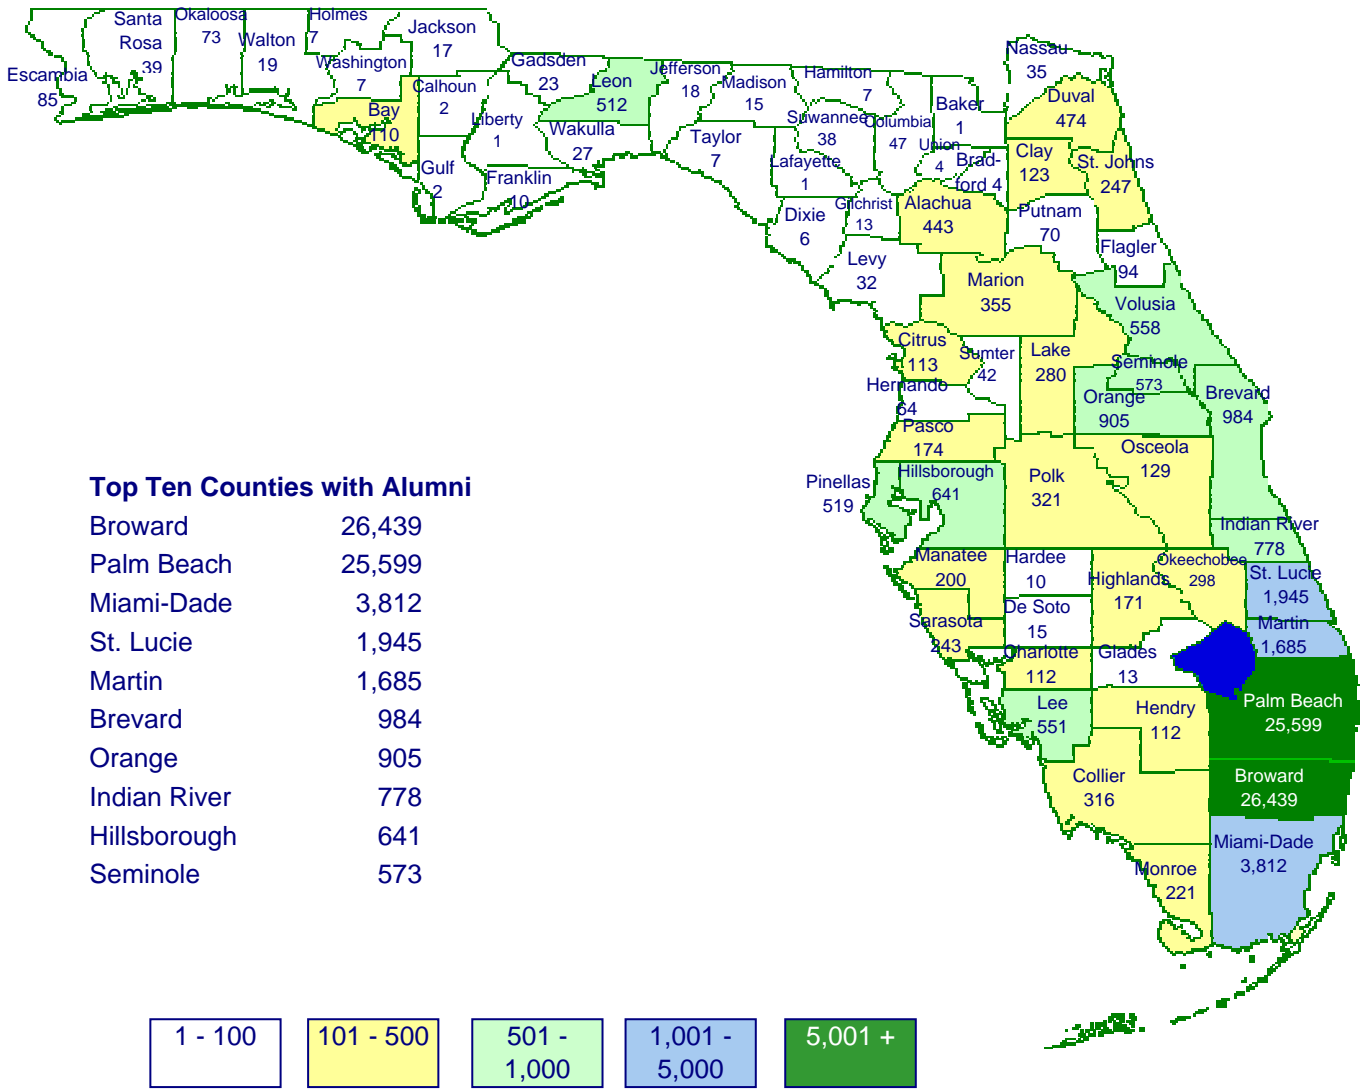 Santa
Rosa
39
Okaloosa
73
Walton
19
Holmes
7
Jackson
17
Escambia
85
Washington
7
Bay
110
Calhoun
2
Gulf
2
Liberty
1
Franklin
10
Gadsden
23
Leon
512
Wakulla
27
Jefferson
18
Madison
15
Taylor
7
Hamilton
7
Suwannee
38
Lafayette
1
Dixie
6
Columbia
47
Gilchrist
13
Levy
32
Baker
1
Union
4
Brad-
ford 4
Alachua
443
Nassau
35
Duval
474
Clay
123
St. Johns
247
Putnam
70
Flagler
94
Marion
355
Volusia
558
Citrus
113
Sumter
42
Lake
280
Seminole
573
Hernando
64
Orange
905
Brevard
984
Pasco
174
Osceola
129
Pinellas
519
Hillsborough
641
Polk
321
Indian River
778
Manatee
200
Hardee
10
Highlands
171
Okeechobee
298
St. Lucie
1,945
Sarasota
243
De Soto
15
Martin
1,685
Charlotte
112
Glades
13
Lee
551
Hendry
112
Palm Beach
25,599
Collier
316
Broward
26,439
Monroe
221
Miami-Dade
3,812
Top Ten Counties with Alumni
Broward 26,439
Palm Beach 25,599
Miami-Dade 3,812
St. Lucie 1,945
Martin 1,685
Brevard 984
Orange 905
Indian River 778
Hillsborough 641
Seminole 573
1 - 100
101 - 500
501 -
1,000
1,001 -
5,000
5,001 +